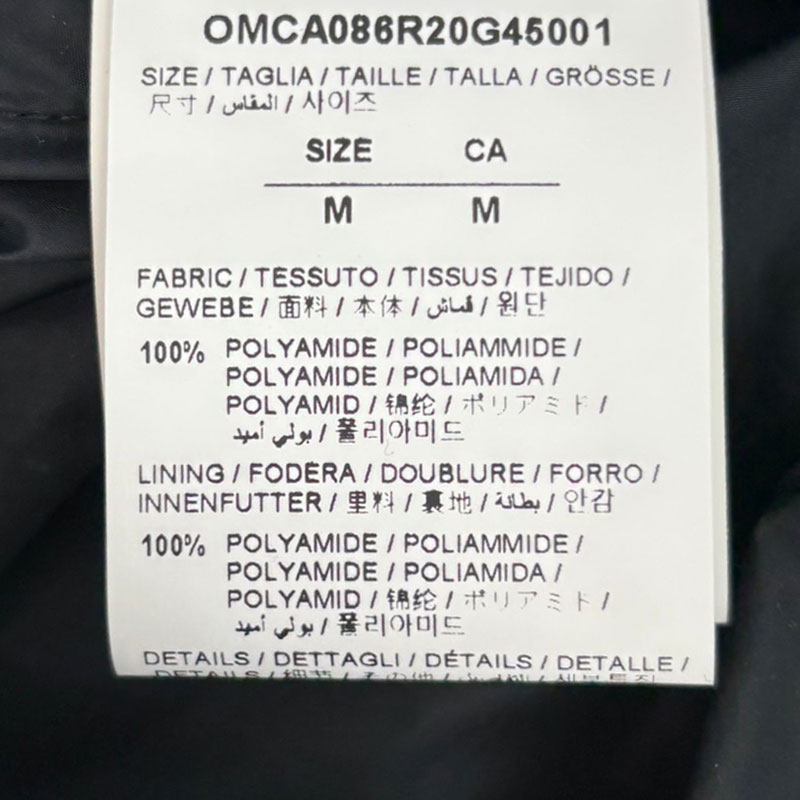 OMCA086R20G45001
SIZE / TAGLIA / TAILLE / TALLA / GRÖSSE /
尺寸 / المقاس / 사이즈
SIZE CA
M M
FABRIC / TESSUTO / TISSUS / TEJIDO /
GEWEBE / 面料 / 本体 / قماش / 원단
100% POLYAMIDE / POLIAMMIDE /
POLYAMIDE / POLIAMIDA /
POLYAMID / 锦纶 / ポリアミド /
بولي أميد / 폴리아미드
LINING / FODERA / DOUBLURE / FORRO /
INNENFUTTER / 里料 / 裏地 / بطانة / 안감
100% POLYAMIDE / POLIAMMIDE /
POLYAMIDE / POLIAMIDA /
POLYAMID / 锦纶 / ポリアミド /
بولي أميد / 폴리아미드
DETAILS / DETTAGLI / DÉTAILS / DETALLE /